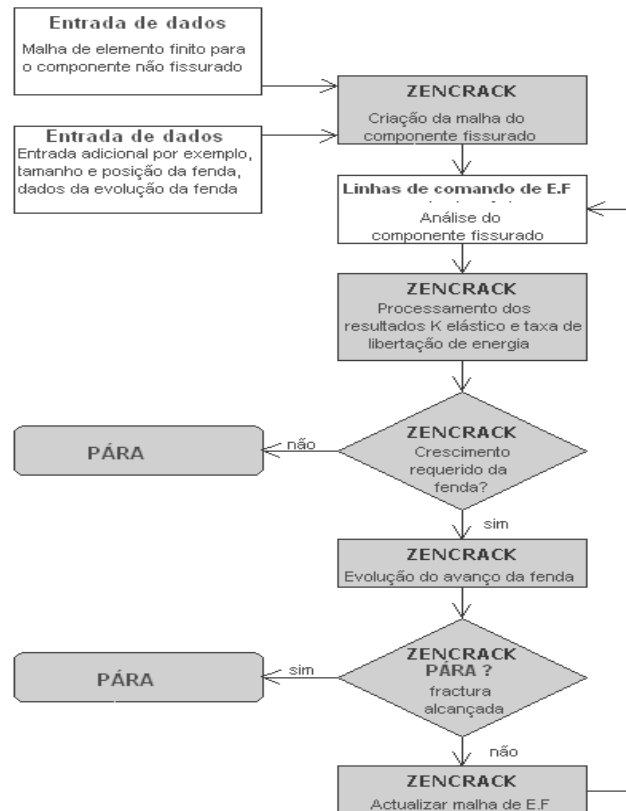 Entrada de dados
Malha de elemento finito para
o componente não fissurado
Entrada de dados
Entrada adicional por exemplo,
tamanho e posição da fenda,
dados da evolução da fenda
ZENCRACK
Criação da malha do
componente fissurado
Linhas de comando de E.F
Análise do
componente fissurado
ZENCRACK
Processamento dos
resultados K elástico e taxa de
libertação de energia
ZENCRACK
Crescimento
requerido da
fenda?
não
PÁRA
sim
ZENCRACK
Evolução do avanço da fenda
ZENCRACK
PÁRA ?
fractura
alcançada
sim
PÁRA
não
ZENCRACK
Actualizar malha de E.F